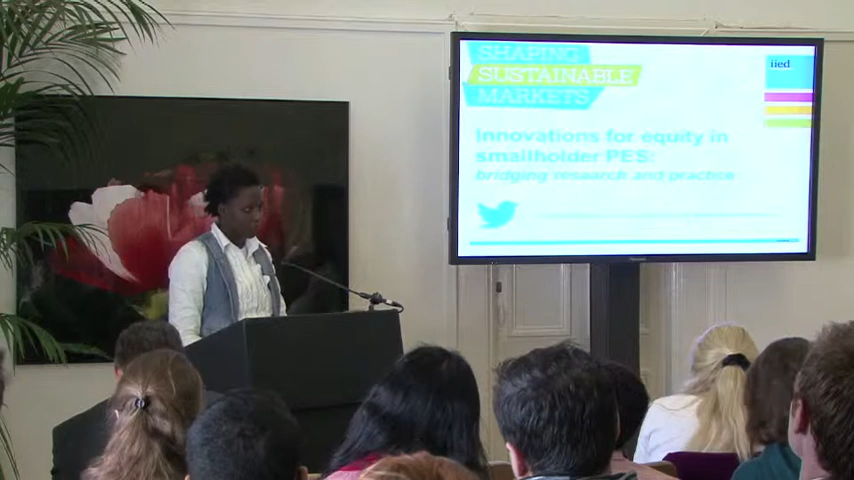 SHAPING
SUSTAINABLE
MARKETS
iied
Innovations for equity in
smallholder PES:
bridging research and practice